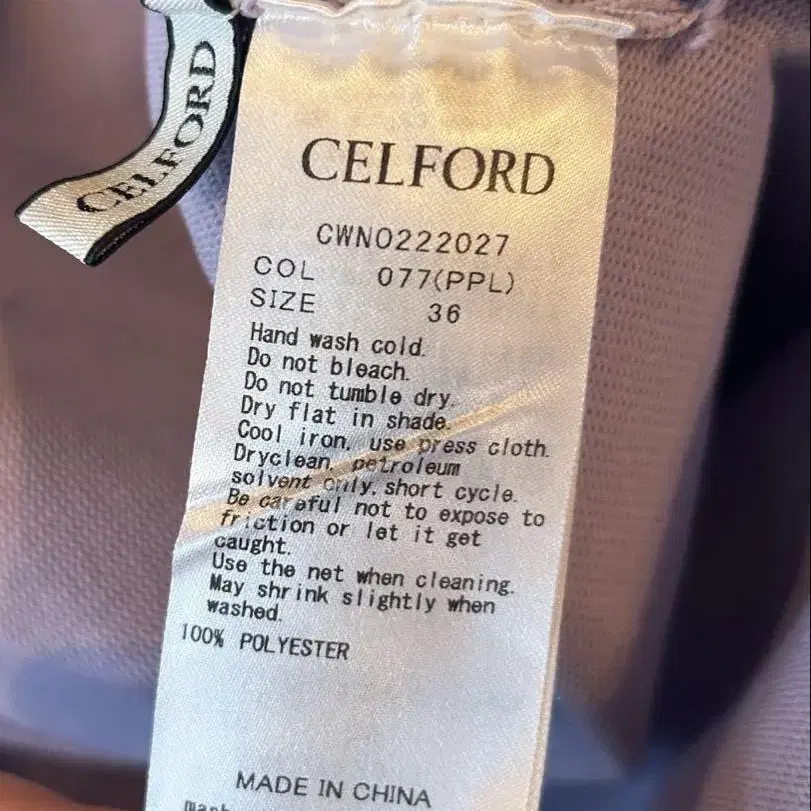 CELFORD
CELFORD
CWNO222027
COL 077(PPL)
SIZE 36
Hand wash cold.
Do not bleach.
Do not tumble dry.
Dry flat in shade.
Cool iron, use press cloth.
Dryclean, petroleum
solvent only, short cycle.
Be careful not to expose to
friction or let it get
caught.
Use the net when cleaning.
May shrink slightly when
washed.
100% POLYESTER
MADE IN CHINA